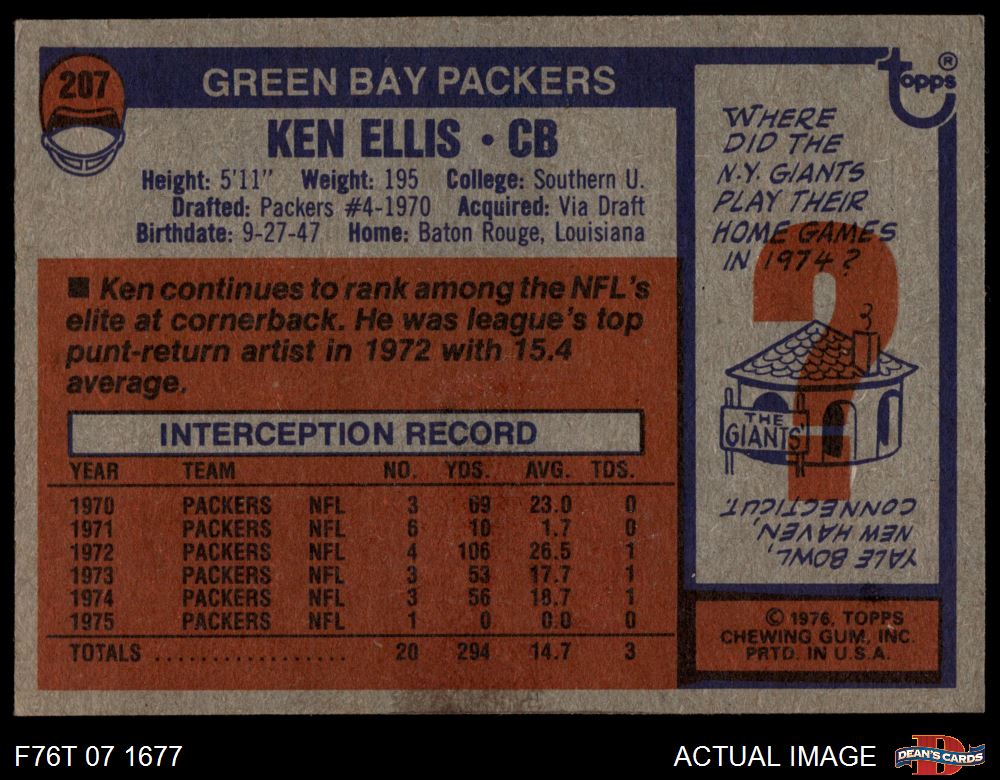 207
GREEN BAY PACKERS
KEN ELLIS • CB
Height: 5'11" Weight: 195 College: Southern U.
Drafted: Packers #4-1970 Acquired: Via Draft
Birthdate: 9-27-47 Home: Baton Rouge, Louisiana
■ Ken continues to rank among the NFL's
elite at cornerback. He was league's top
punt-return artist in 1972 with 15.4
average.
INTERCEPTION RECORD
YEAR TEAM NO. YDS. AVG. TDS.
1970 PACKERS NFL 3 69 23.0 0
1971 PACKERS NFL 6 10 1.7 0
1972 PACKERS NFL 4 106 26.5 1
1973 PACKERS NFL 3 53 17.7 1
1974 PACKERS NFL 3 56 18.7 1
1975 PACKERS NFL 1 0 0.0 0
TOTALS .................. 20 294 14.7 3
topps ®
WHERE
DID THE
N.Y. GIANTS
PLAY THEIR
HOME GAMES
IN 1974?
?
THE
GIANTS
YALE BOWL,
NEW HAVEN,
CONNECTICUT.
© 1976, TOPPS
CHEWING GUM, INC.
PRTD. IN U.S.A.
F76T 07 1677
ACTUAL IMAGE
D
DEAN'S CARDS